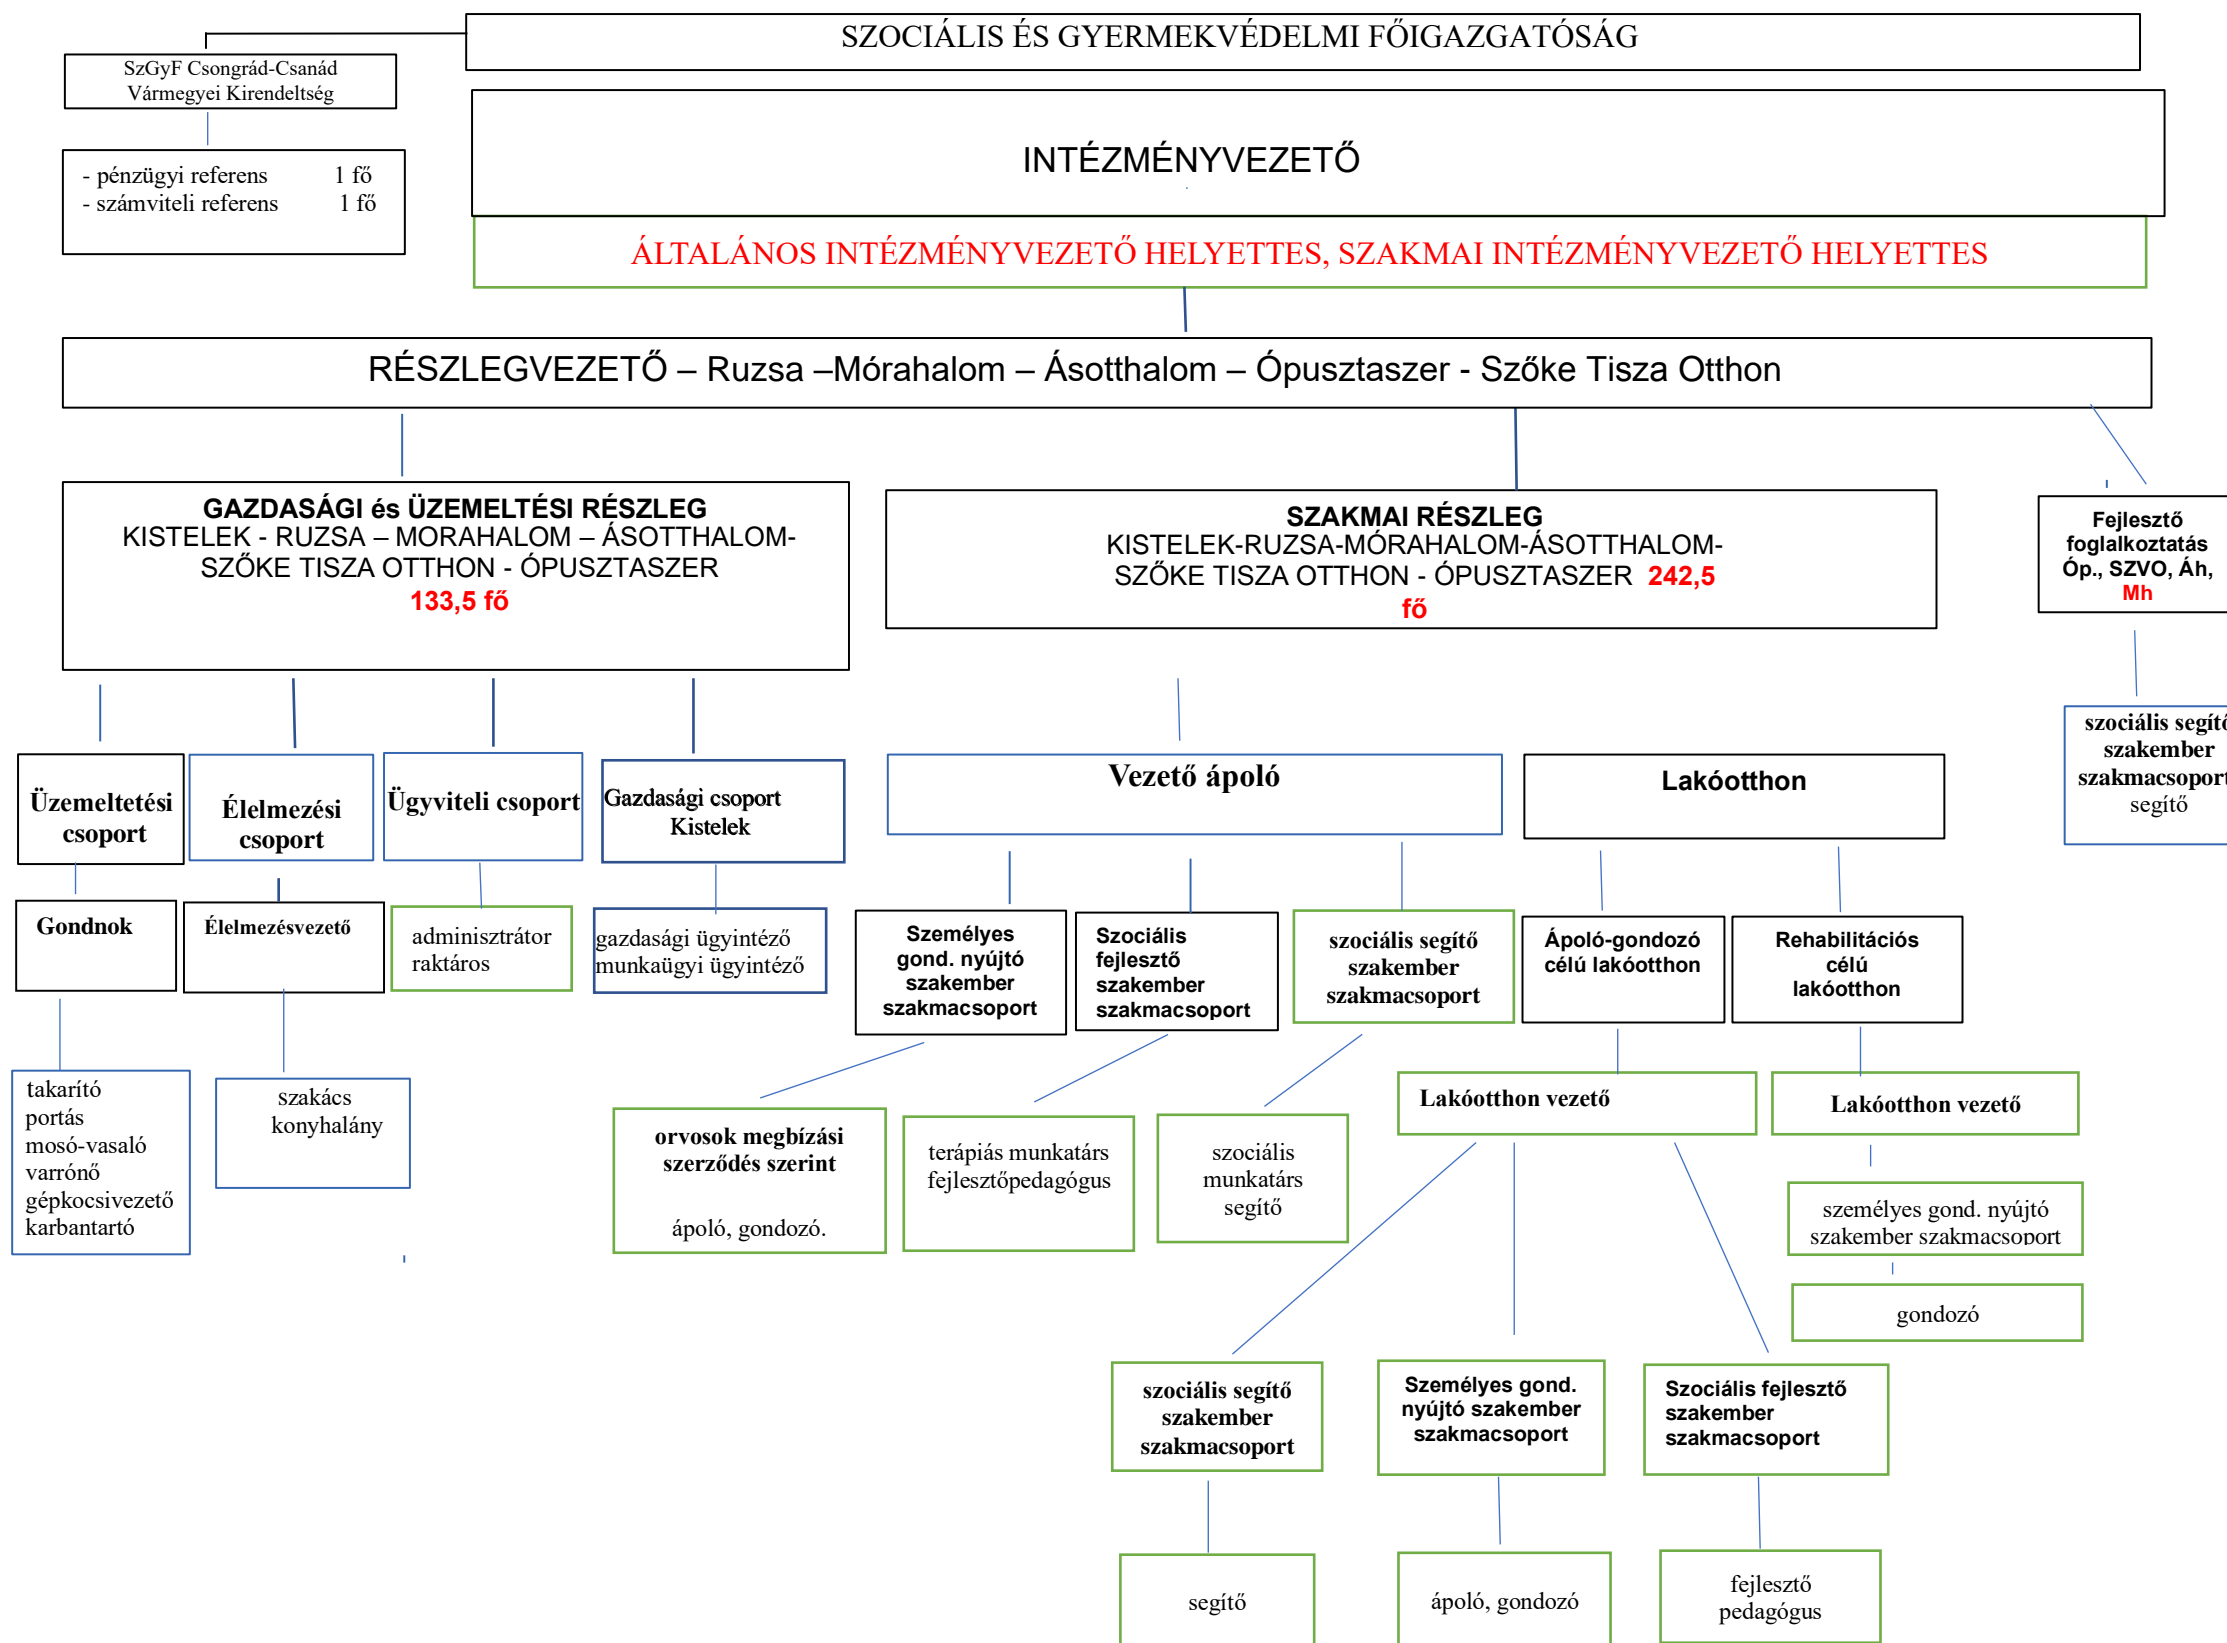 SZOCIÁLIS ÉS GYERMEKVÉDELMI FŐIGAZGATÓSÁG
SzGyF Csongrád-Csanád
Vármegyei Kirendeltség
- pénzügyi referens 1 fő
- számviteli referens 1 fő
INTÉZMÉNYVEZETŐ
ÁLTALÁNOS INTÉZMÉNYVEZETŐ HELYETTES, SZAKMAI INTÉZMÉNYVEZETŐ HELYETTES
RÉSZLEGVEZETŐ – Ruzsa –Mórahalom – Ásotthalom – Ópusztaszer - Szőke Tisza Otthon
GAZDASÁGI és ÜZEMELTÉSI RÉSZLEG
KISTELEK - RUZSA – MORAHALOM – ÁSOTTHALOM-
SZŐKE TISZA OTTHON - ÓPUSZTASZER
133,5 fő
SZAKMAI RÉSZLEG
KISTELEK-RUZSA-MÓRAHALOM-ÁSOTTHALOM-
SZŐKE TISZA OTTHON - ÓPUSZTASZER 242,5
fő
Fejlesztő
foglalkoztatás
Óp., SZVO, Áh,
Mh
szociális segítő
szakember
szakmacsoport
segítő
Üzemeltetési
csoport
Élelmezési
csoport
Ügyviteli csoport
Gazdasági csoport
Kistelek
Vezető ápoló
Lakóotthon
Gondnok
Élelmezésvezető
adminisztrátor
raktáros
gazdasági ügyintéző
munkaügyi ügyintéző
Személyes
gond. nyújtó
szakember
szakmacsoport
Szociális
fejlesztő
szakember
szakmacsoport
szociális segítő
szakember
szakmacsoport
Ápoló-gondozó
célú lakóotthon
Rehabilitációs
célú
lakóotthon
takarító
portás
mosó-vasaló
varrónő
gépkocsivezető
karbantartó
szakács
konyhalány
orvosok megbízási
szerződés szerint
ápoló, gondozó.
terápiás munkatárs
fejlesztőpedagógus
szociális
munkatárs
segítő
Lakóotthon vezető
Lakóotthon vezető
személyes gond. nyújtó
szakember szakmacsoport
gondozó
szociális segítő
szakember
szakmacsoport
Személyes gond.
nyújtó szakember
szakmacsoport
Szociális fejlesztő
szakember
szakmacsoport
segítő
ápoló, gondozó
fejlesztő
pedagógus